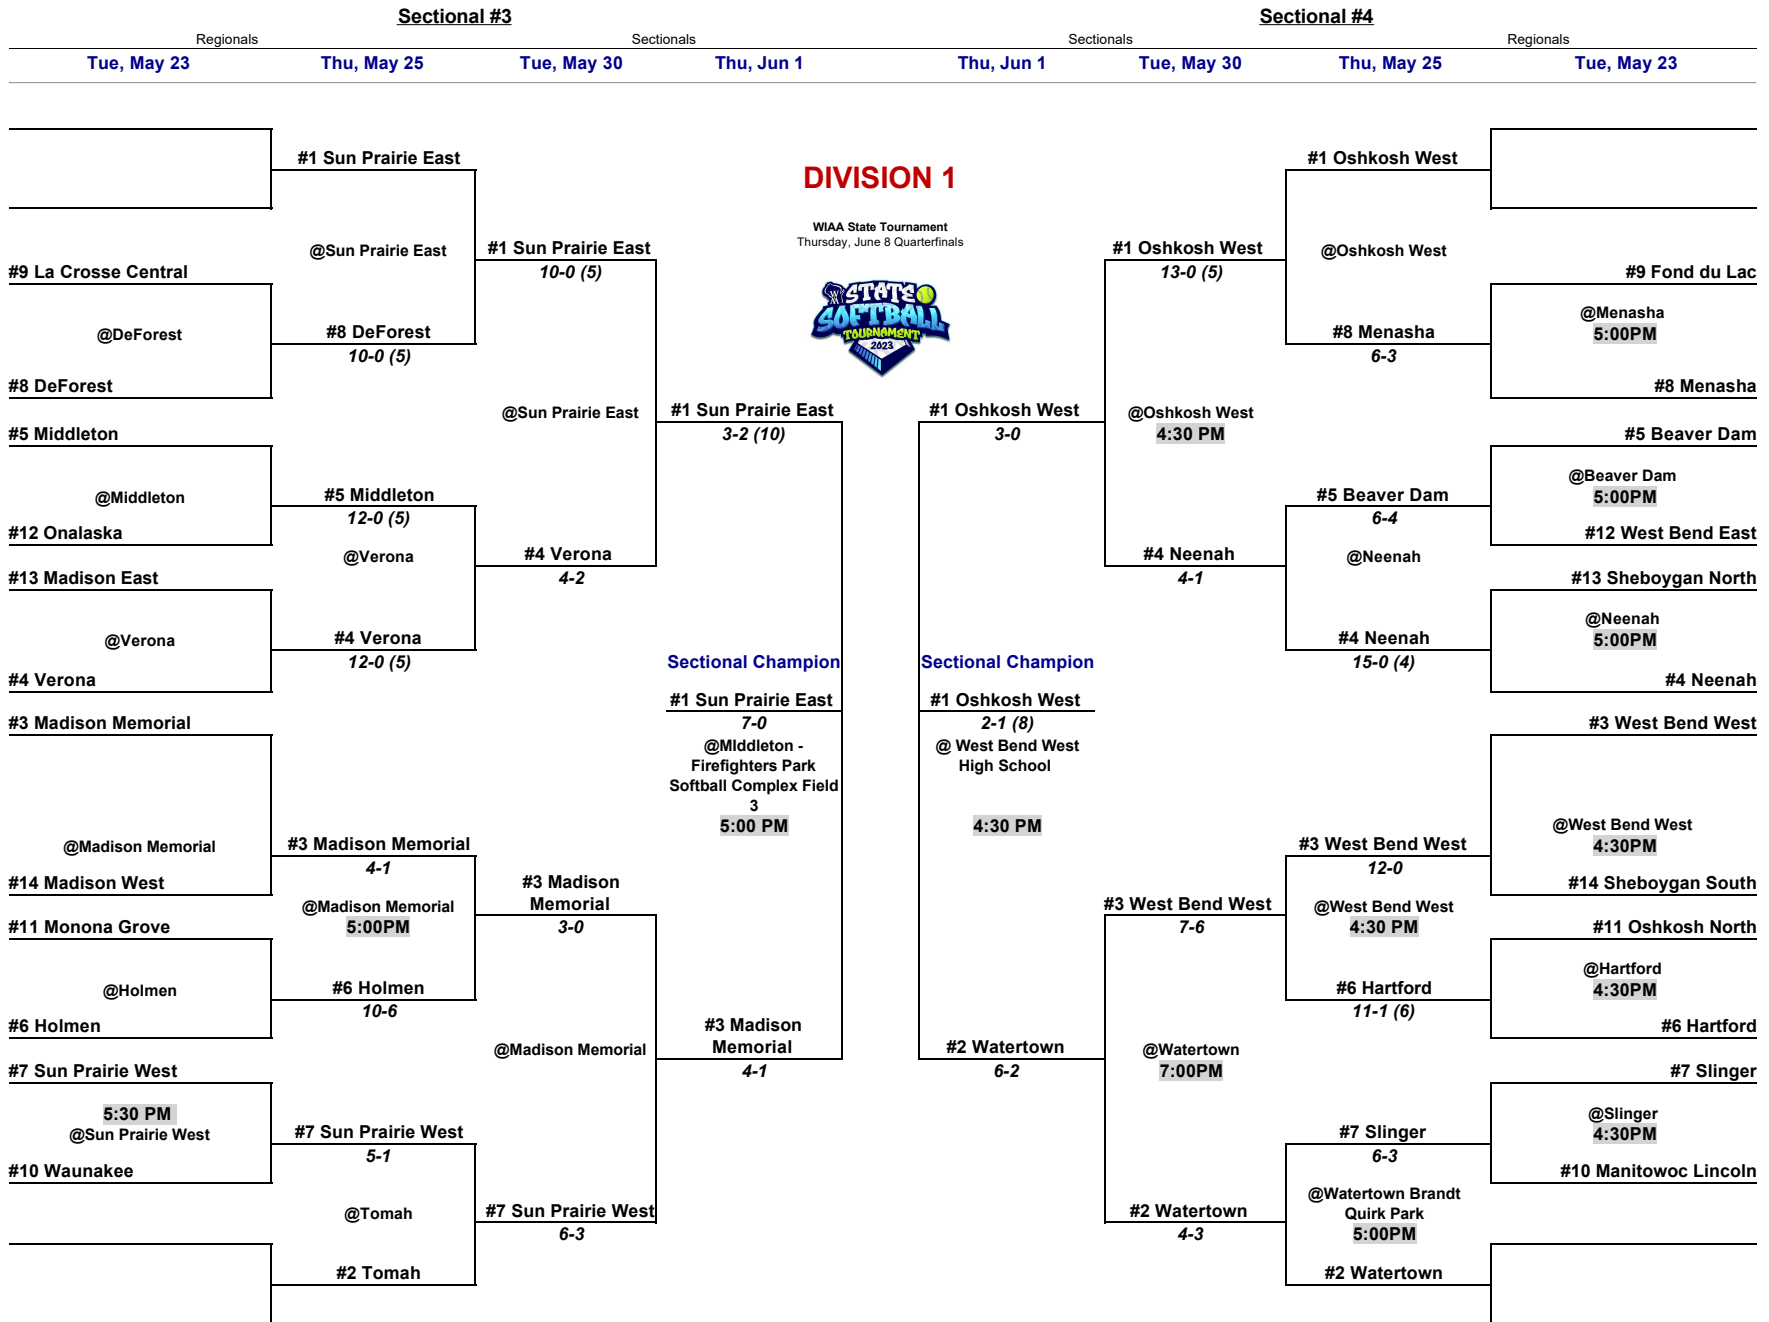 Sectional #3
Sectional #4
Regionals
Sectionals
Sectionals
Regionals
Tue, May 23
Thu, May 25
Tue, May 30
Thu, Jun 1
Thu, Jun 1
Tue, May 30
Thu, May 25
Tue, May 23
#1 Sun Prairie East
#1 Oshkosh West
DIVISION 1
WIAA State Tournament
Thursday, June 8 Quarterfinals
@Sun Prairie East
#1 Sun Prairie East
10-0 (5)
#1 Oshkosh West
13-0 (5)
@Oshkosh West
#9 La Crosse Central
#9 Fond du Lac
STATE
SOFTBALL
TOURNAMENT
2023
@DeForest
#8 DeForest
10-0 (5)
#8 Menasha
6-3
@Menasha
5:00PM
#8 DeForest
#8 Menasha
@Sun Prairie East
#1 Sun Prairie East
3-2 (10)
#1 Oshkosh West
3-0
@Oshkosh West
4:30 PM
#5 Middleton
#5 Beaver Dam
@Middleton
#5 Middleton
12-0 (5)
#5 Beaver Dam
6-4
@Beaver Dam
5:00PM
#12 Onalaska
#12 West Bend East
@Verona
#4 Verona
4-2
#4 Neenah
4-1
@Neenah
#13 Madison East
#13 Sheboygan North
@Verona
#4 Verona
12-0 (5)
#4 Neenah
15-0 (4)
@Neenah
5:00PM
#4 Verona
#4 Neenah
Sectional Champion
#1 Sun Prairie East
7-0
@MIddleton -
Firefighters Park
Softball Complex Field
3
5:00 PM
Sectional Champion
#1 Oshkosh West
2-1 (8)
@ West Bend West
High School
4:30 PM
#3 Madison Memorial
#3 West Bend West
@Madison Memorial
#3 Madison Memorial
4-1
#3 West Bend West
12-0
@West Bend West
4:30PM
#14 Madison West
#14 Sheboygan South
@Madison Memorial
5:00PM
#3 Madison
Memorial
3-0
#3 West Bend West
7-6
@West Bend West
4:30 PM
#11 Monona Grove
#11 Oshkosh North
@Holmen
#6 Holmen
10-6
#6 Hartford
11-1 (6)
@Hartford
4:30PM
#6 Holmen
#6 Hartford
@Madison Memorial
#3 Madison
Memorial
4-1
#2 Watertown
6-2
@Watertown
7:00PM
#7 Sun Prairie West
#7 Slinger
5:30 PM
@Sun Prairie West
#7 Sun Prairie West
5-1
#7 Slinger
6-3
@Slinger
4:30PM
#10 Waunakee
#10 Manitowoc Lincoln
@Tomah
#7 Sun Prairie West
6-3
#2 Watertown
4-3
@Watertown Brandt
Quirk Park
5:00PM
#2 Tomah
#2 Watertown